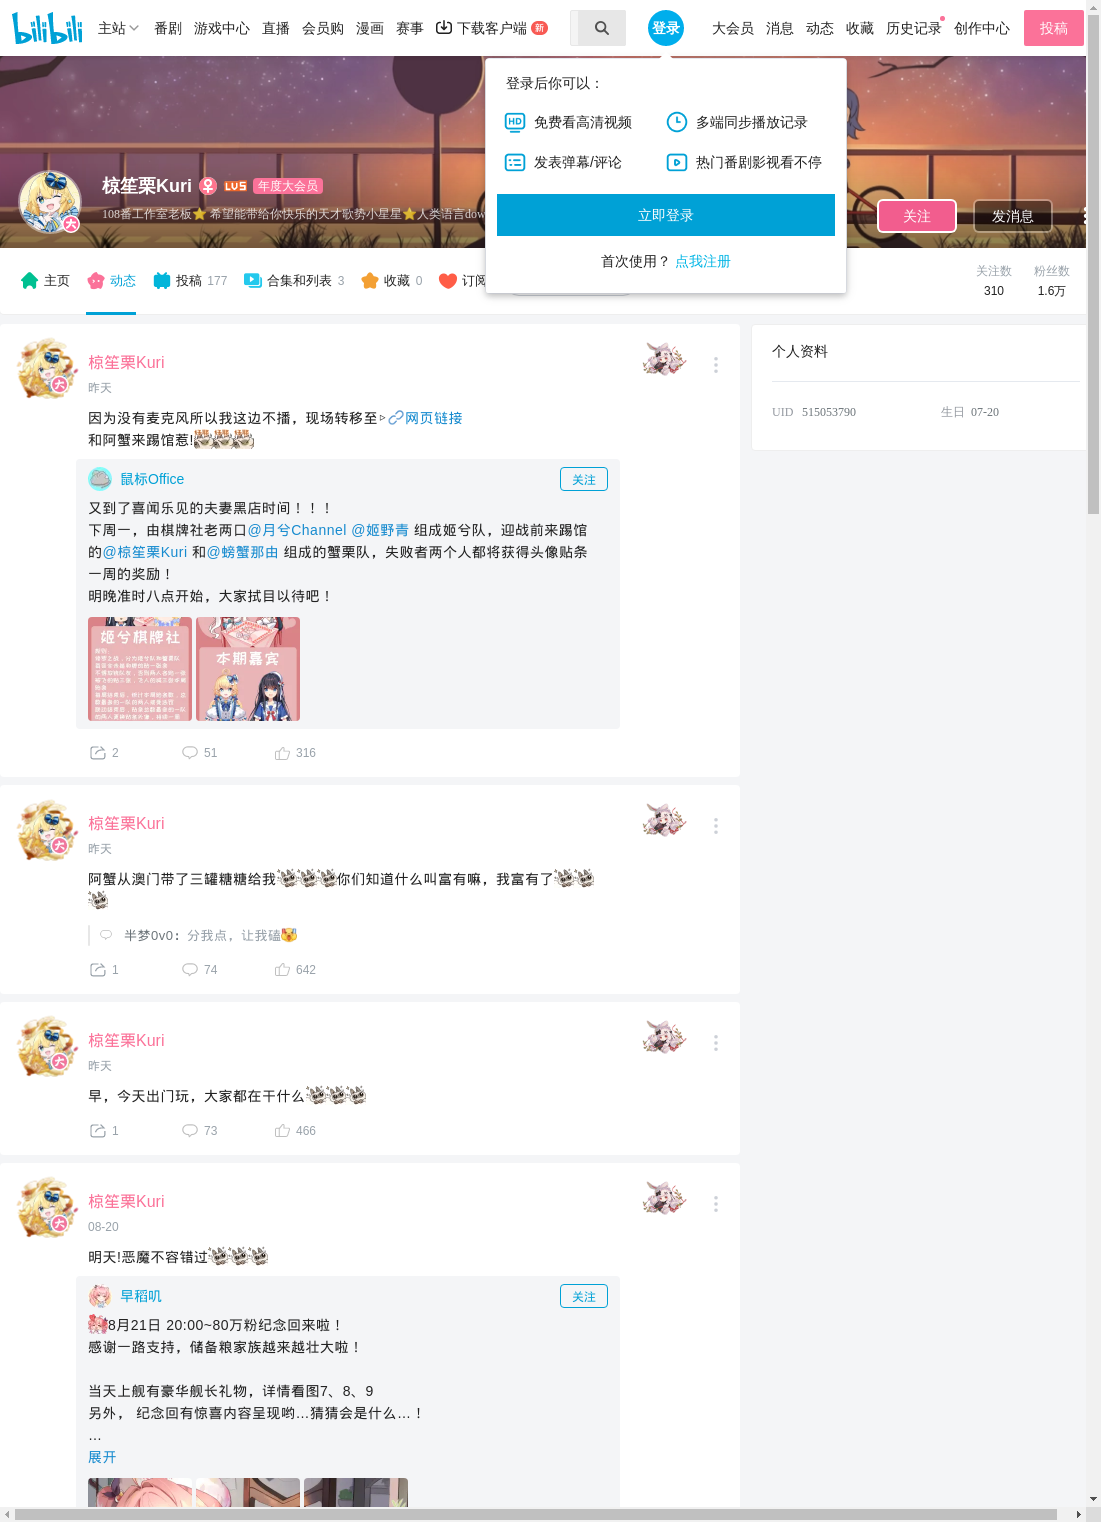 bilibili 主站 番剧 游戏中心 直播 会员购 漫画 赛事 下载客户端 新 登录 大会员 消息 动态 收藏 历史记录 创作中心 投稿
登录后你可以：
免费看高清视频 多端同步播放记录
发表弹幕/评论 热门番剧影视看不停
立即登录
首次使用？ 点我注册
椋笙栗Kuri LV5 年度大会员
108番工作室老板⭐ 希望能带给你快乐的天才歌势小星星⭐人类语言dow
关注 发消息
主页 动态 投稿 177 合集和列表 3 收藏 0 订阅
关注数 粉丝数
310 1.6万
个人资料
UID 515053790 生日 07-20
椋笙栗Kuri
昨天
因为没有麦克风所以我这边不播，现场转移至▷网页链接
和阿蟹来踢馆惹!
鼠标Office 关注
又到了喜闻乐见的夫妻黑店时间！！！
下周一，由棋牌社老两口@月兮Channel @姬野青 组成姬兮队，迎战前来踢馆
的@椋笙栗Kuri 和@螃蟹那由 组成的蟹栗队，失败者两个人都将获得头像贴条
一周的奖励！
明晚准时八点开始，大家拭目以待吧！
姬兮棋牌社
本期嘉宾
2 51 316
椋笙栗Kuri
昨天
阿蟹从澳门带了三罐糖糖给我你们知道什么叫富有嘛，我富有了
半梦0v0：分我点，让我磕
1 74 642
椋笙栗Kuri
昨天
早，今天出门玩，大家都在干什么
1 73 466
椋笙栗Kuri
08-20
明天!恶魔不容错过
早稻叽 关注
8月21日 20:00~80万粉纪念回来啦！
感谢一路支持，储备粮家族越来越壮大啦！
当天上舰有豪华舰长礼物，详情看图7、8、9
另外， 纪念回有惊喜内容呈现哟…猜猜会是什么…！
…
展开